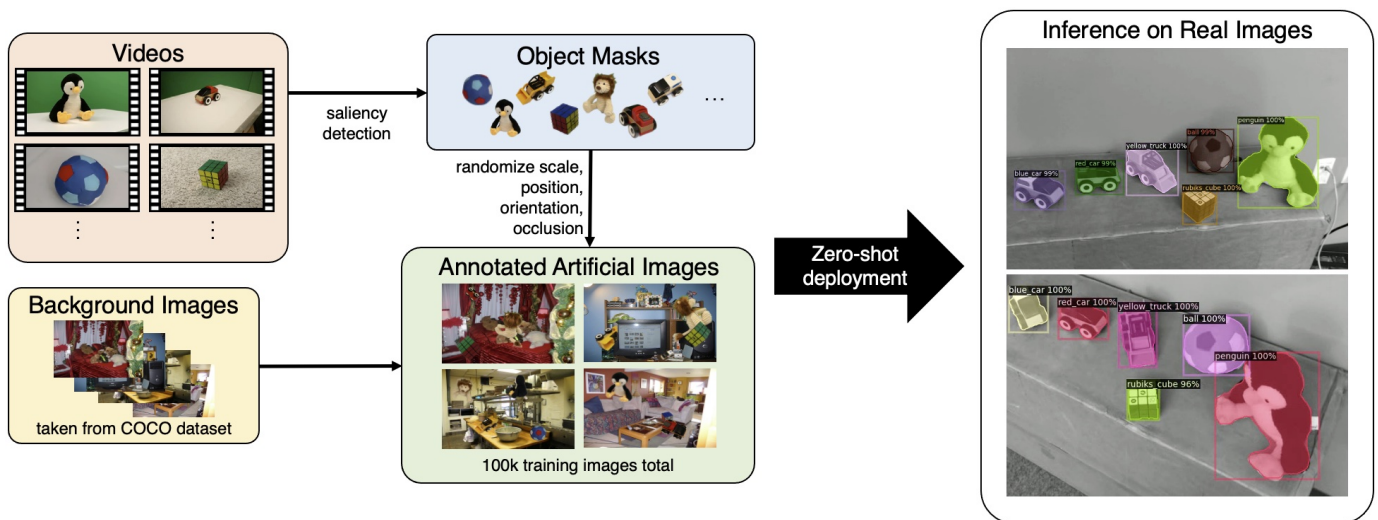 Videos
saliency
detection
Object Masks
...
randomize scale,
position,
orientation,
occlusion
Background Images
taken from COCO dataset
Annotated Artificial Images
100k training images total
Zero-shot
deployment
Inference on Real Images
penguin 100%
ball 99%
yellow_truck 100%
red_car 99%
blue_car 99%
rubiks_cube 100%
blue_car 100%
red_car 100%
yellow_truck 100%
ball 100%
penguin 100%
rubiks_cube 96%